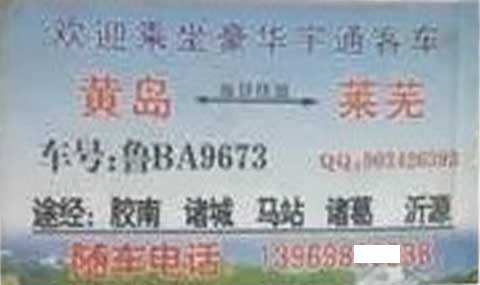 欢迎乘坐豪华宇通客车
黄岛 莱芜
车号:鲁BA9673
途经: 胶南 诸城 马站 诸葛 沂源
随车电话 13969838